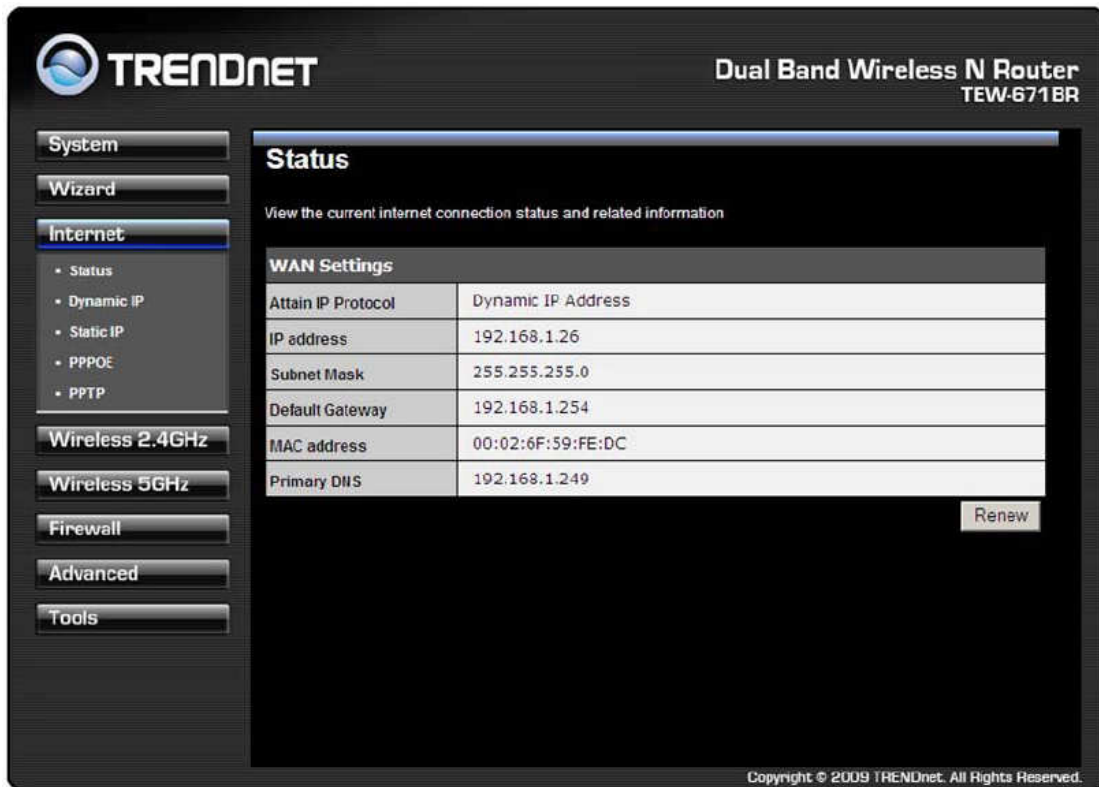 TRENDNET
Dual Band Wireless N Router
TEW-671BR
System
Wizard
Internet
• Status
• Dynamic IP
• Static IP
• PPPOE
• PPTP
Wireless 2.4GHz
Wireless 5GHz
Firewall
Advanced
Tools
Status
View the current internet connection status and related information
WAN Settings
Attain IP Protocol Dynamic IP Address
IP address 192.168.1.26
Subnet Mask 255.255.255.0
Default Gateway 192.168.1.254
MAC address 00:02:6F:59:FE:DC
Primary DNS 192.168.1.249
Renew
Copyright © 2009 TRENDnet. All Rights Reserved.